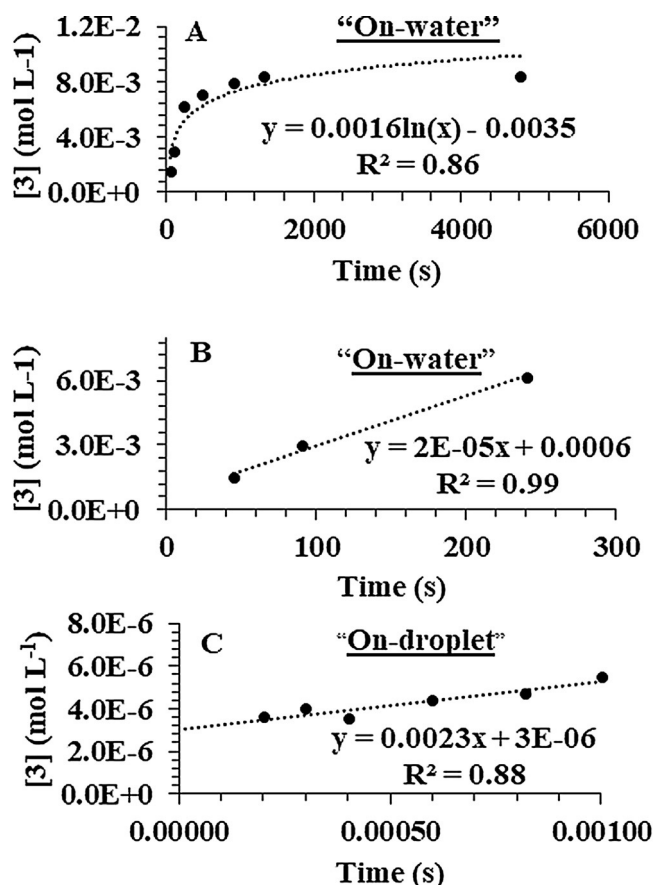 1.2E-2
A
“On-water”
8.0E-3
4.0E-3
y = 0.0016ln(x) - 0.0035
R² = 0.86
0.0E+0
0 2000 4000 6000
Time (s)
[3] (mol L-1)
B
“On-water”
6.0E-3
3.0E-3
y = 2E-05x + 0.0006
R² = 0.99
0.0E+0
0 100 200 300
Time (s)
[3] (mol L-1)
8.0E-6
C
“On-droplet”
6.0E-6
4.0E-6
2.0E-6
y = 0.0023x + 3E-06
R² = 0.88
0.0E+0
0.00000 0.00050 0.00100
Time (s)
[3] (mol L⁻¹)